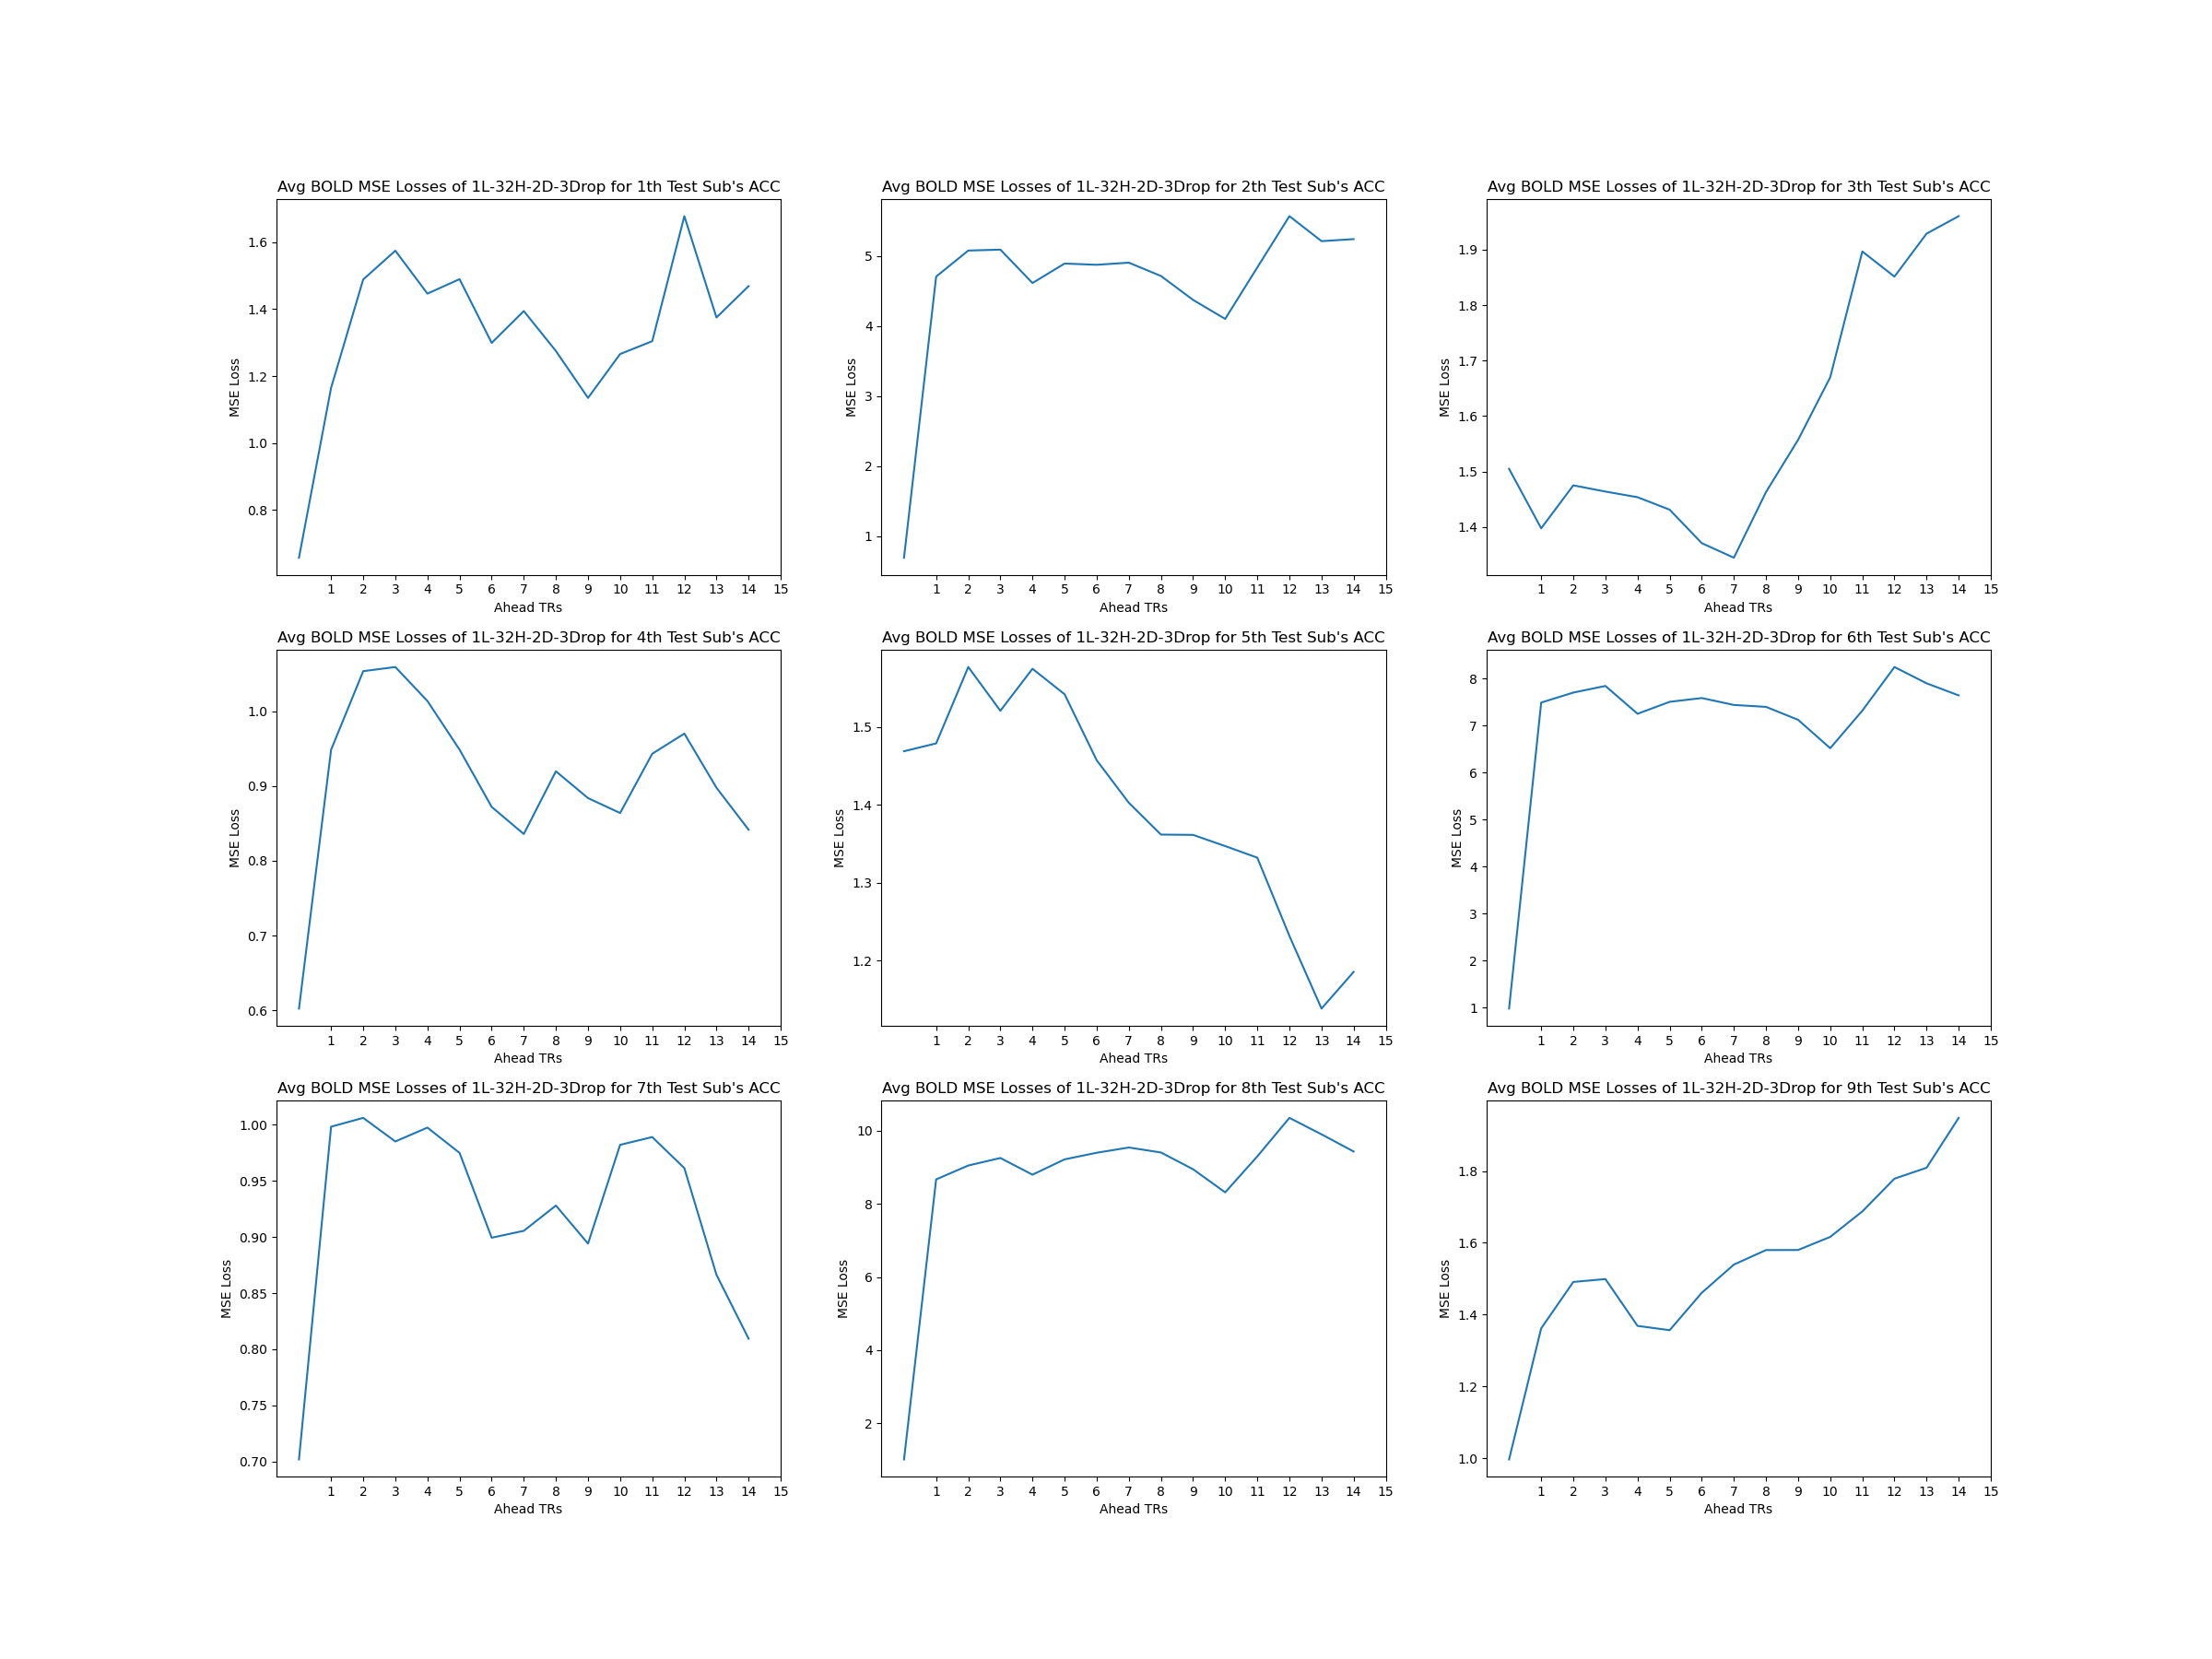 Avg BOLD MSE Losses of 1L-32H-2D-3Drop for 1th Test Sub's ACC
MSE Loss
1.6
1.4
1.2
1.0
0.8
1 2 3 4 5 6 7 8 9 10 11 12 13 14 15
Ahead TRs
Avg BOLD MSE Losses of 1L-32H-2D-3Drop for 2th Test Sub's ACC
MSE Loss
5
4
3
2
1
1 2 3 4 5 6 7 8 9 10 11 12 13 14 15
Ahead TRs
Avg BOLD MSE Losses of 1L-32H-2D-3Drop for 3th Test Sub's ACC
MSE Loss
1.9
1.8
1.7
1.6
1.5
1.4
1 2 3 4 5 6 7 8 9 10 11 12 13 14 15
Ahead TRs
Avg BOLD MSE Losses of 1L-32H-2D-3Drop for 4th Test Sub's ACC
MSE Loss
1.0
0.9
0.8
0.7
0.6
1 2 3 4 5 6 7 8 9 10 11 12 13 14 15
Ahead TRs
Avg BOLD MSE Losses of 1L-32H-2D-3Drop for 5th Test Sub's ACC
MSE Loss
1.5
1.4
1.3
1.2
1 2 3 4 5 6 7 8 9 10 11 12 13 14 15
Ahead TRs
Avg BOLD MSE Losses of 1L-32H-2D-3Drop for 6th Test Sub's ACC
MSE Loss
8
7
6
5
4
3
2
1
1 2 3 4 5 6 7 8 9 10 11 12 13 14 15
Ahead TRs
Avg BOLD MSE Losses of 1L-32H-2D-3Drop for 7th Test Sub's ACC
MSE Loss
1.00
0.95
0.90
0.85
0.80
0.75
0.70
1 2 3 4 5 6 7 8 9 10 11 12 13 14 15
Ahead TRs
Avg BOLD MSE Losses of 1L-32H-2D-3Drop for 8th Test Sub's ACC
MSE Loss
10
8
6
4
2
1 2 3 4 5 6 7 8 9 10 11 12 13 14 15
Ahead TRs
Avg BOLD MSE Losses of 1L-32H-2D-3Drop for 9th Test Sub's ACC
MSE Loss
1.8
1.6
1.4
1.2
1.0
1 2 3 4 5 6 7 8 9 10 11 12 13 14 15
Ahead TRs